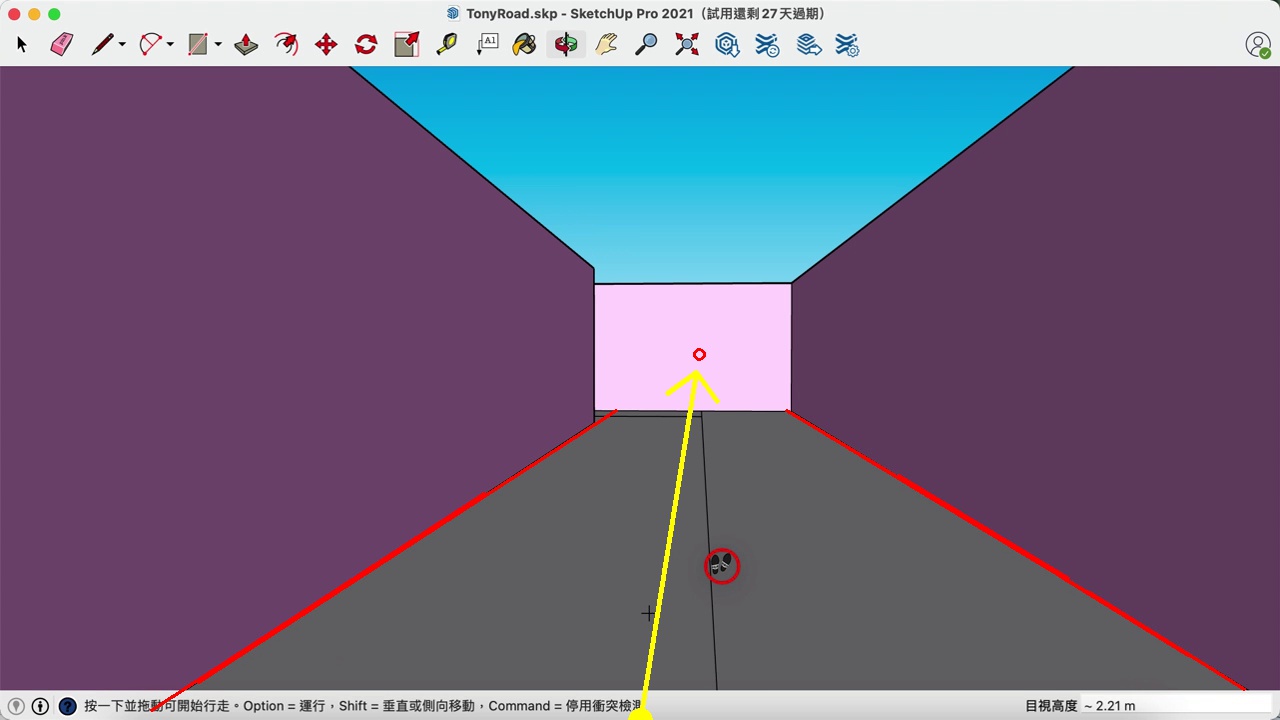 TonyRoad.skp - SketchUp Pro 2021（試用還剩 27 天過期）
A1
按一下並拖動可開始行走。Option = 運行，Shift = 垂直或側向移動，Command = 停用衝突檢測
目視高度 ~ 2.21 m